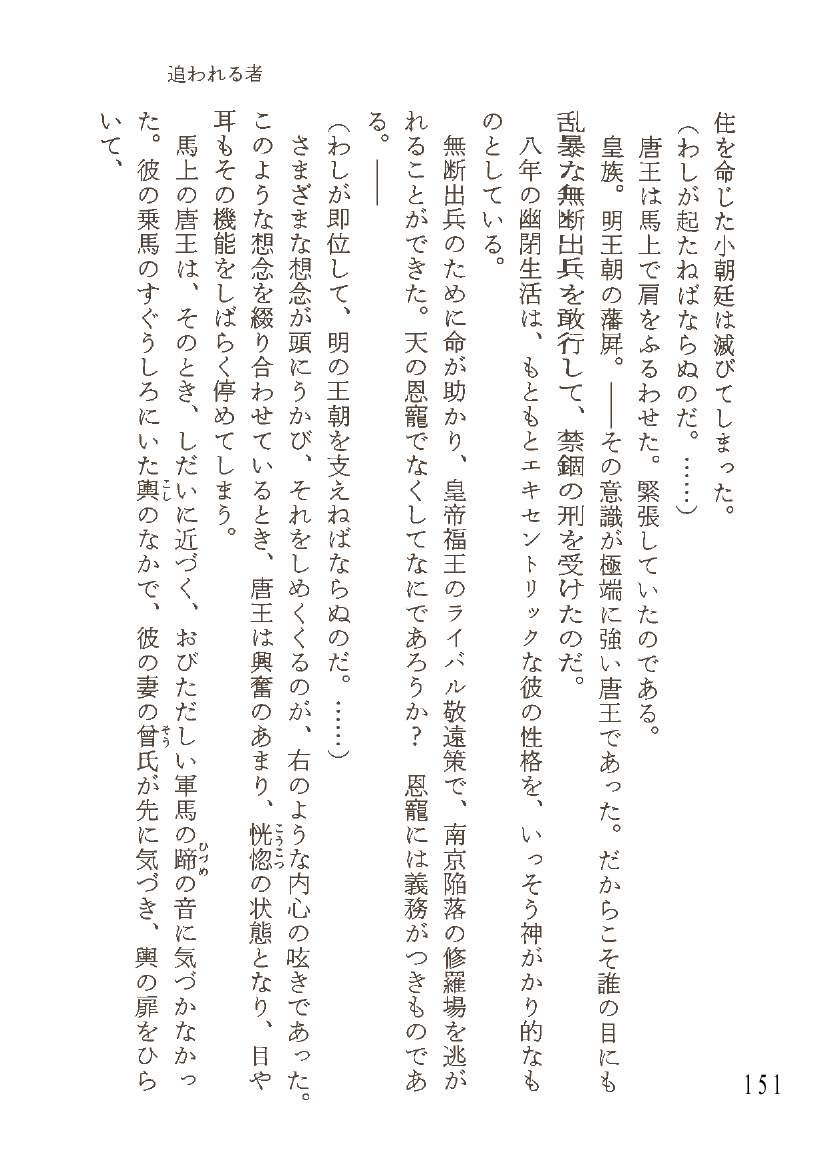 追われる者
住を命じた小朝廷は滅びてしまった。
（わしが起たねばならぬのだ。……）
唐王は馬上で肩をふるわせた。緊張していたのである。
皇族。明王朝の藩屏。――その意識が極端に強い唐王であった。だからこそ誰の目にも
乱暴な無断出兵を敢行して、禁錮の刑を受けたのだ。
八年の幽閉生活は、もともとエキセントリックな彼の性格を、いっそう神がかり的なも
のとしている。
無断出兵のために命が助かり、皇帝福王のライバル敬遠策で、南京陥落の修羅場を逃が
れることができた。天の恩寵でなくしてなにであろうか？　恩寵には義務がつきものであ
る。――
（わしが即位して、明の王朝を支えねばならぬのだ。……）
さまざまな想念が頭にうかび、それをしめくくるのが、右のような内心の呟きであった。
このような想念を綴り合わせているとき、唐王は興奮のあまり、恍惚こうこつの状態となり、目や
耳もその機能をしばらく停めてしまう。
馬上の唐王は、そのとき、しだいに近づく、おびただしい軍馬の蹄ひづめの音に気づかなかっ
た。彼の乗馬のすぐうしろにいた輿こしのなかで、彼の妻の曾そう氏が先に気づき、輿の扉をひら
いて、
151